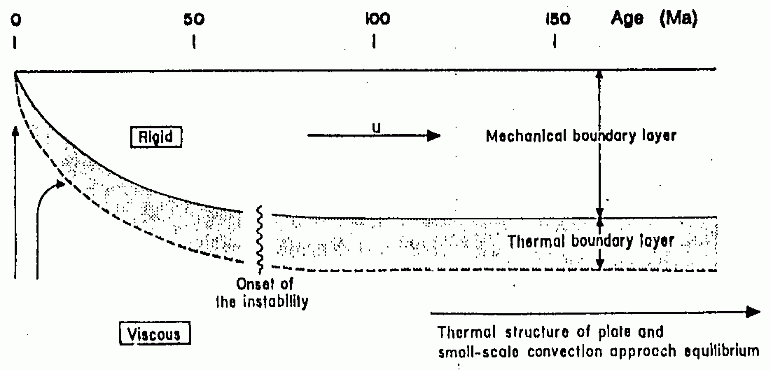 0 50 100 150 Age (Ma)
Rigid
u
Mechanical boundary layer
Thermal boundary layer
Onset of
the instability
Viscous
Thermal structure of plate and
small-scale convection approach equilibrium